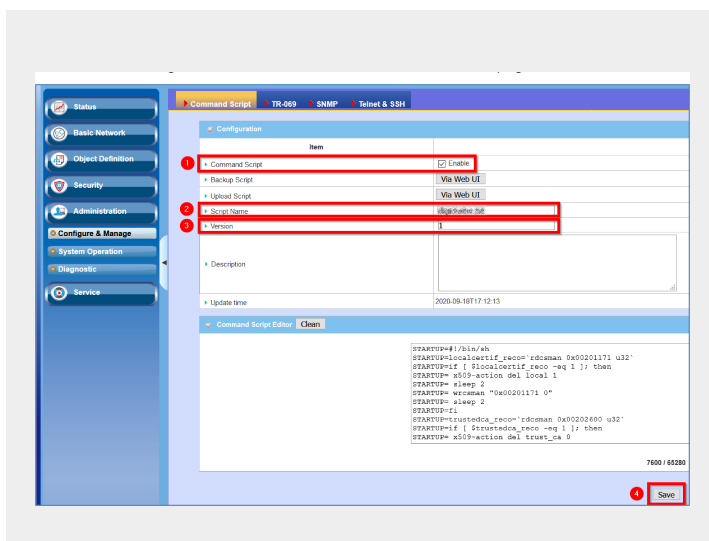 Status
Basic Network
Object Definition
Security
Administration
Configure & Manage
System Operation
Diagnostic
Service
Command Script TR-069 SNMP Telnet & SSH
Configuration
Item
1 Command Script Enable
Backup Script Via Web UI
Upload Script Via Web UI
2 Script Name
3 Version 1
Description
Update time 2020-09-18T17:12:13
Command Script Editor Clean
STARTUP=#!/bin/sh
STARTUP=localcertif_reco=`rdcsman 0x00201171 u32`
STARTUP=if [ $localcertif_reco -eq 1 ]; then
STARTUP= x509-action del local 1
STARTUP= sleep 2
STARTUP= wrcsman "0x00201171 0"
STARTUP= sleep 2
STARTUP=fi
STARTUP=trustedca_reco=`rdcsman 0x00202600 u32`
STARTUP=if [ $trustedca_reco -eq 1 ]; then
STARTUP= x509-action del trust_ca 0
7600 / 65280
4 Save